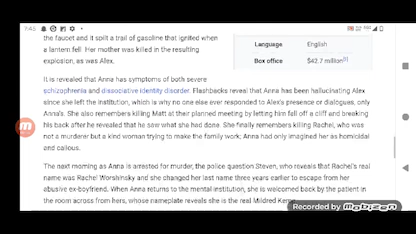 7:45
the faucet and it spilt a trail of gasoline that ignited when
a lantern fell. Her mother was killed in the resulting
explosion, as was Alex.
Language English
Box office $42.7 million[1]
It is revealed that Anna has symptoms of both severe
schizophrenia and dissociative identity disorder. Flashbacks reveal that Anna has been hallucinating Alex
since she left the institution, which is why no one else ever responded to Alex's presence or dialogues, only
Anna's. She also remembers killing Matt at their planned meeting by letting him fall off a cliff and breaking
his back after he revealed that he saw what she had done. She finally remembers killing Rachel, who was
not a murderer but a kind woman trying to make the family work; Anna had only imagined her as homicidal
and callous.
The next morning as Anna is arrested for murder, the police question Steven, who reveals that Rachel's real
name was Rachel Worshinsky and she changed her last name three years earlier to escape from her
abusive ex-boyfriend. When Anna returns to the mental institution, she is welcomed back by the patient in
the room across from hers, whose nameplate reveals she is the real Mildred Kemp.
Recorded by Mobizen